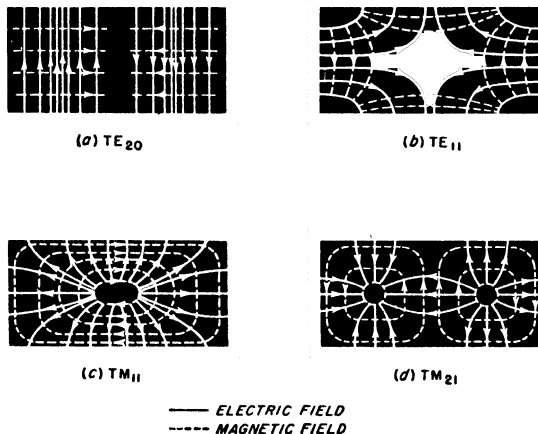 (a) TE20
(b) TE11
(c) TM11
(d) TM21
ELECTRIC FIELD
MAGNETIC FIELD